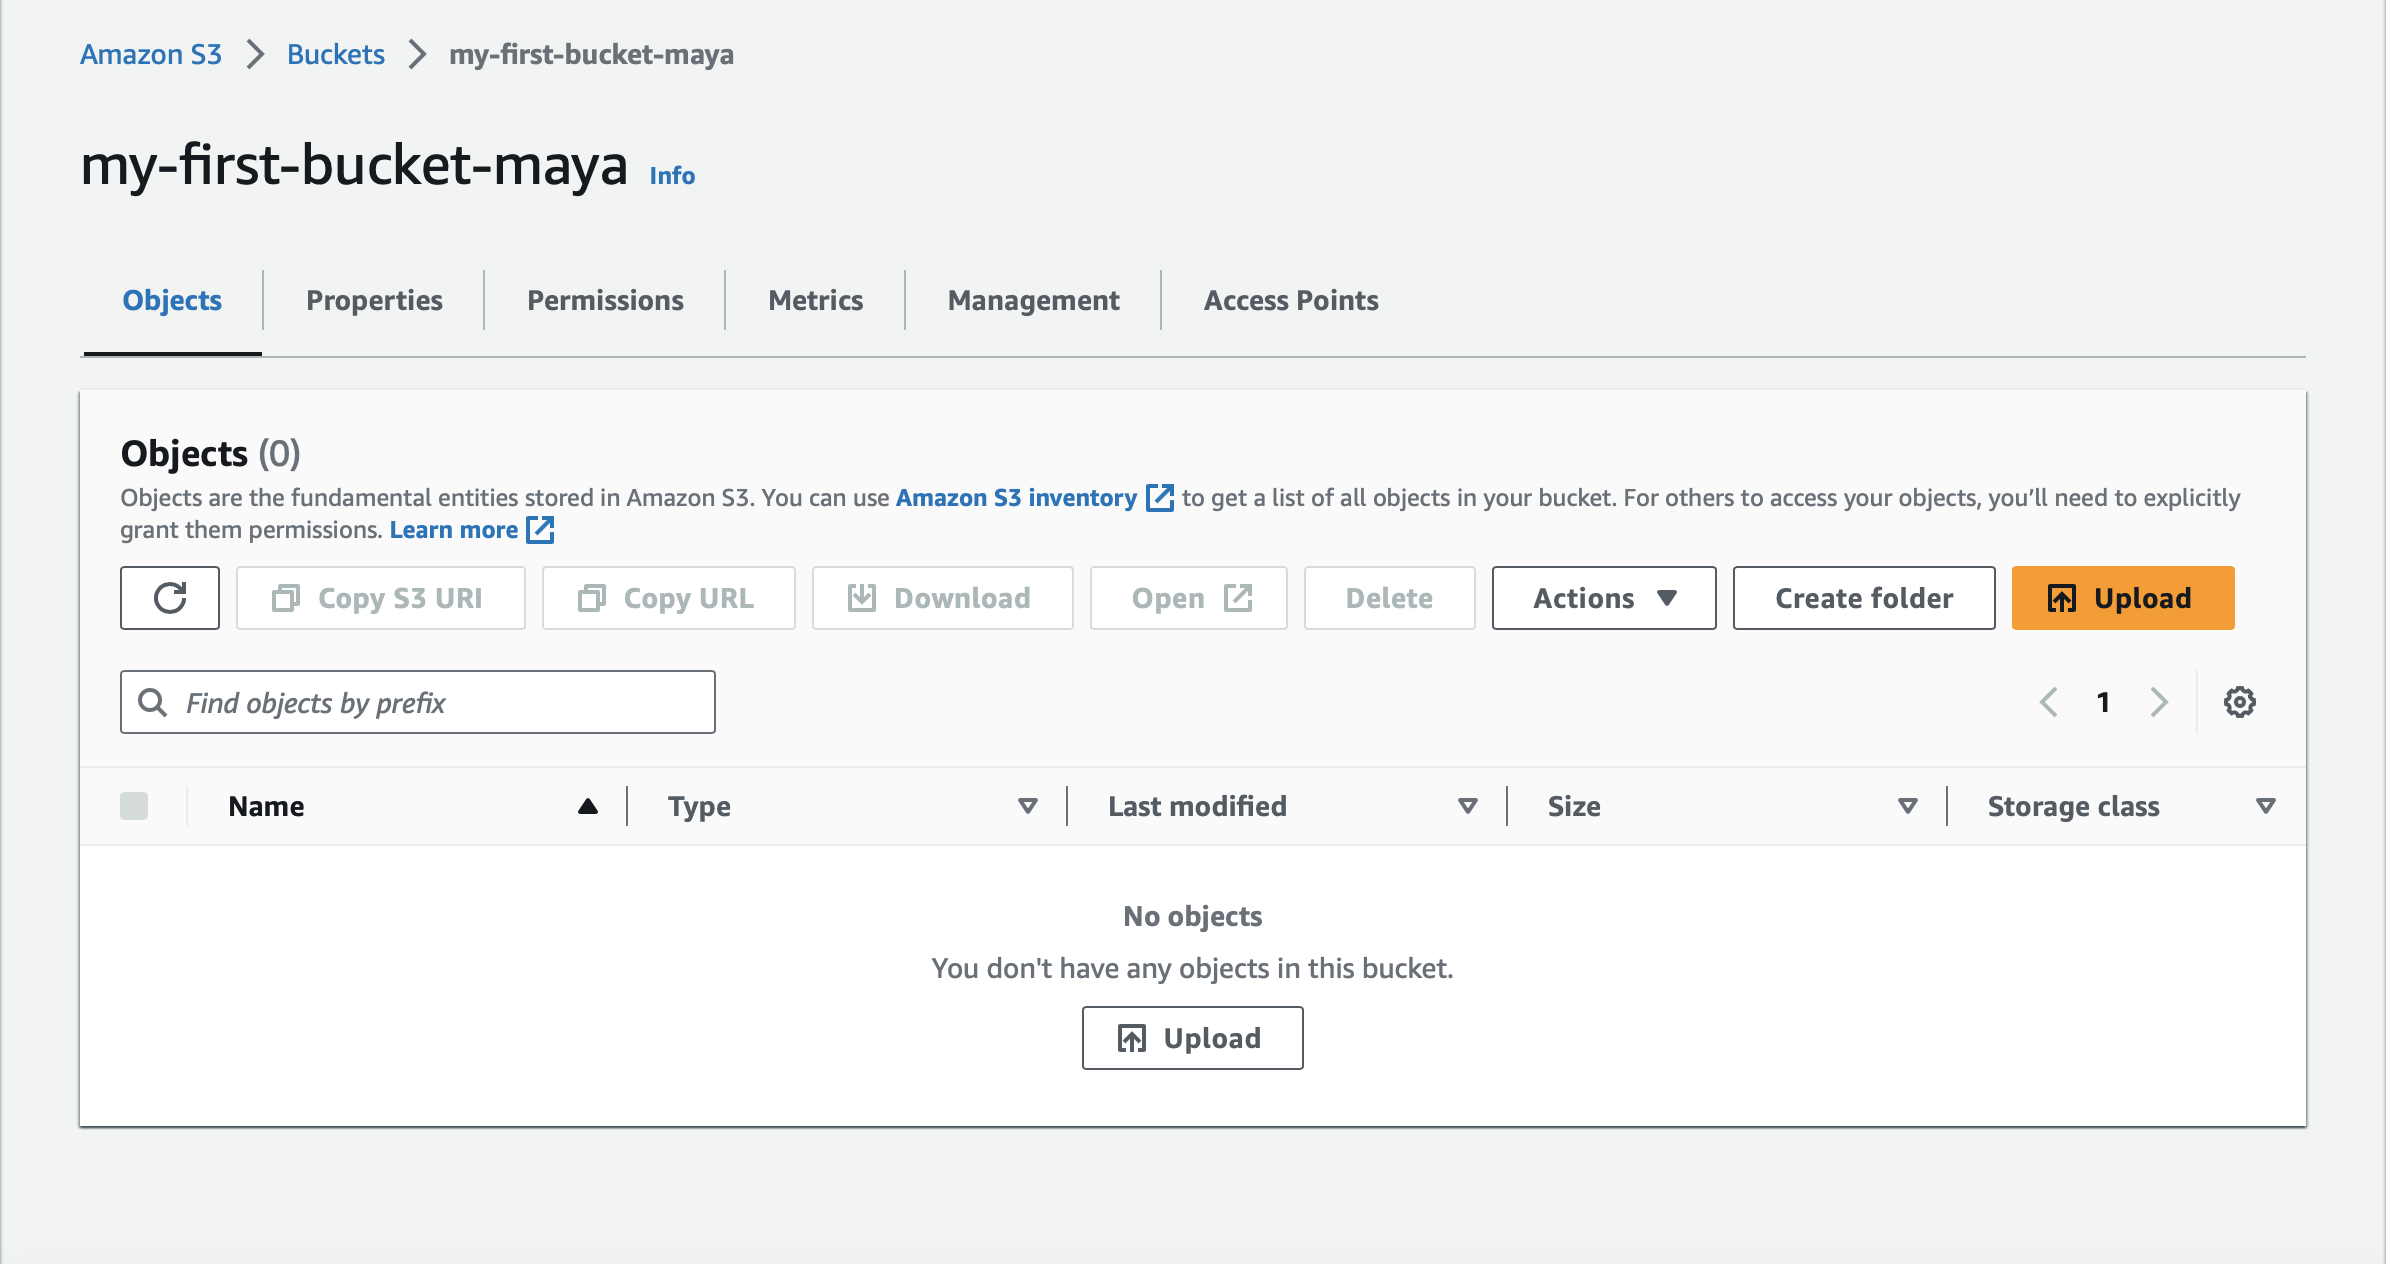 Amazon S3 > Buckets > my-first-bucket-maya
my-first-bucket-maya Info
Objects Properties Permissions Metrics Management Access Points
Objects (0)
Objects are the fundamental entities stored in Amazon S3. You can use Amazon S3 inventory to get a list of all objects in your bucket. For others to access your objects, you’ll need to explicitly
grant them permissions. Learn more
Copy S3 URI Copy URL Download Open Delete Actions Create folder Upload
Find objects by prefix 1
Name Type Last modified Size Storage class
No objects
You don't have any objects in this bucket.
Upload